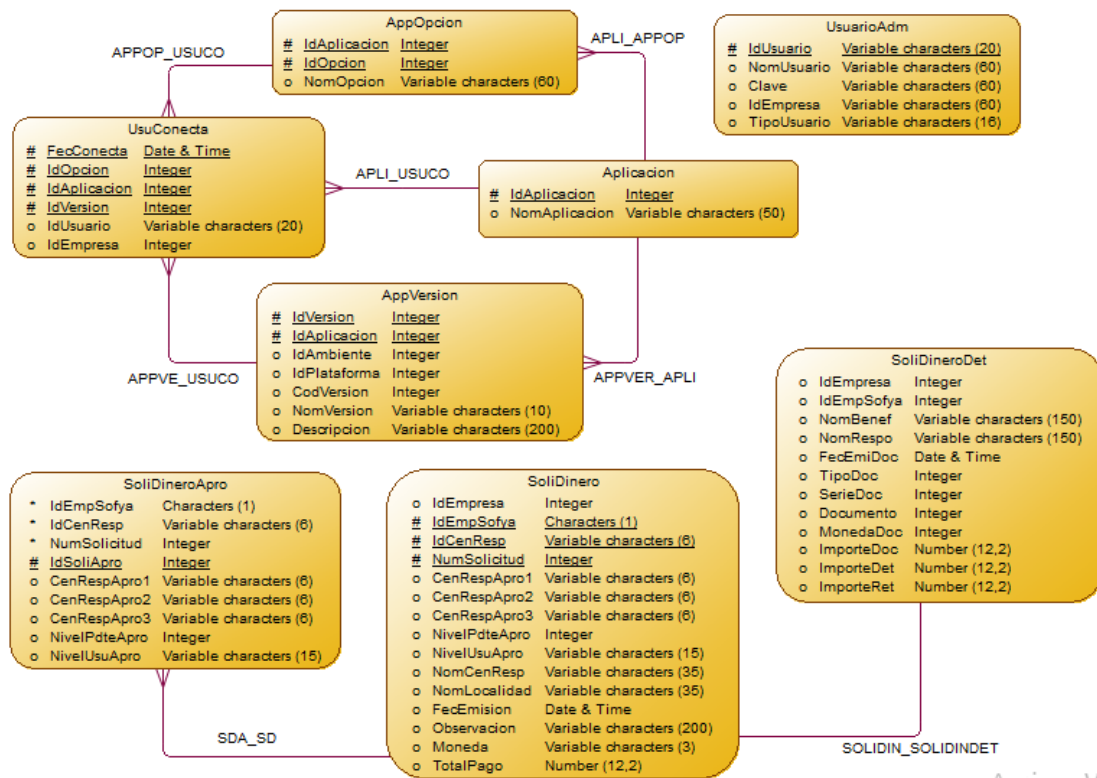 AppOpcion
# IdAplicacion Integer
# IdOpcion Integer
o NomOpcion Variable characters (60)
APPOP_USUCO
APLI_APPOP
UsuarioAdm
# IdUsuario Variable characters (20)
o NomUsuario Variable characters (60)
o Clave Variable characters (60)
o IdEmpresa Variable characters (60)
o TipoUsuario Variable characters (16)
UsuConecta
# FecConecta Date & Time
# IdOpcion Integer
# IdAplicacion Integer
# IdVersion Integer
o IdUsuario Variable characters (20)
o IdEmpresa Integer
APLI_USUCO
Aplicacion
# IdAplicacion Integer
o NomAplicacion Variable characters (50)
AppVersion
# IdVersion Integer
# IdAplicacion Integer
o IdAmbiente Integer
o IdPlataforma Integer
o CodVersion Integer
o NomVersion Variable characters (10)
o Descripcion Variable characters (200)
APPVE_USUCO
APPVER_APLI
SoliDineroDet
o IdEmpresa Integer
o IdEmpSofya Integer
o NomBenef Variable characters (150)
o NomRespo Variable characters (150)
o FecEmiDoc Date & Time
o TipoDoc Integer
o SerieDoc Integer
o Documento Integer
o MonedaDoc Integer
o ImporteDoc Number (12,2)
o ImporteDet Number (12,2)
o ImporteRet Number (12,2)
SoliDineroApro
* IdEmpSofya Characters (1)
* IdCenResp Variable characters (6)
* NumSolicitud Integer
# IdSoliApro Integer
o CenRespApro1 Variable characters (6)
o CenRespApro2 Variable characters (6)
o CenRespApro3 Variable characters (6)
o NivelPdteApro Integer
o NivelUsuApro Variable characters (15)
SoliDinero
o IdEmpresa Integer
# IdEmpSofya Characters (1)
# IdCenResp Variable characters (6)
# NumSolicitud Integer
o CenRespApro1 Variable characters (6)
o CenRespApro2 Variable characters (6)
o CenRespApro3 Variable characters (6)
o NivelPdteApro Integer
o NivelUsuApro Variable characters (15)
o NomCenResp Variable characters (35)
o NomLocalidad Variable characters (35)
o FecEmision Date & Time
o Observacion Variable characters (200)
o Moneda Variable characters (3)
o TotalPago Number (12,2)
SDA_SD
SOLIDIN_SOLIDINDET